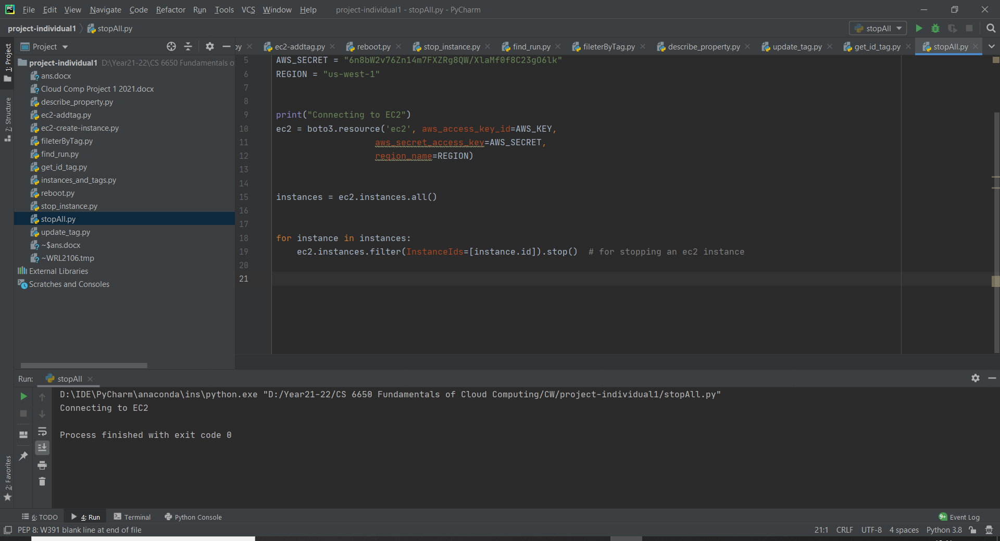 File Edit View Navigate Code Refactor Run Tools VCS Window Help project-individual1 - stopAll.py - PyCharm
project-individual1 stopAll.py stopAll
Project py ec2-addtag.py reboot.py stop_instance.py find_run.py fileterByTag.py describe_property.py update_tag.py get_id_tag.py stopAll.py
1: Project
7: Structure
2: Favorites
project-individual1 D:\Year21-22\CS 6650 Fundamentals o
ans.docx
Cloud Comp Project 1 2021.docx
describe_property.py
ec2-addtag.py
ec2-create-instance.py
fileterByTag.py
find_run.py
get_id_tag.py
instances_and_tags.py
reboot.py
stop_instance.py
stopAll.py
update_tag.py
~$ans.docx
~WRL2106.tmp
External Libraries
Scratches and Consoles
5 AWS_SECRET = "6n8bW2v76Zn14m7FXZRg8QW/XlaMf0f8C23gO6lk"
6 REGION = "us-west-1"
7
8
9 print("Connecting to EC2")
10 ec2 = boto3.resource('ec2', aws_access_key_id=AWS_KEY,
11 aws_secret_access_key=AWS_SECRET,
12 region_name=REGION)
13
14
15 instances = ec2.instances.all()
16
17
18 for instance in instances:
19 ec2.instances.filter(InstanceIds=[instance.id]).stop() # for stopping an ec2 instance
20
21
Run: stopAll
D:\IDE\PyCharm\anaconda\ins\python.exe "D:/Year21-22/CS 6650 Fundamentals of Cloud Computing/CW/project-individual1/stopAll.py"
Connecting to EC2
Process finished with exit code 0
6: TODO 4: Run Terminal Python Console 9+ Event Log
PEP 8: W391 blank line at end of file 21:1 CRLF UTF-8 4 spaces Python 3.8